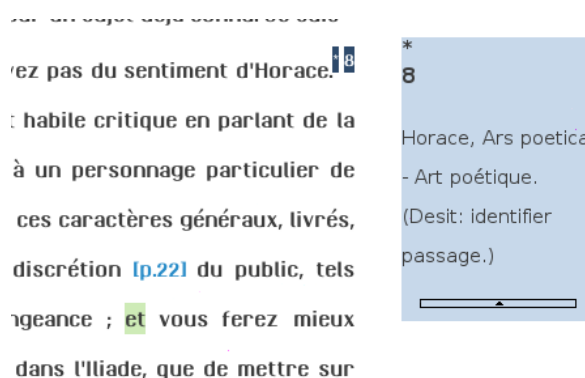 vez pas du sentiment d'Horace.* 8
habile critique en parlant de la
à un personnage particulier de
ces caractères généraux, livrés,
discrétion [p.22] du public, tels
ngeance ; et vous ferez mieux
dans l'Iliade, que de mettre sur
*
8
Horace, Ars poetica
- Art poétique.
(Desit: identifier
passage.)